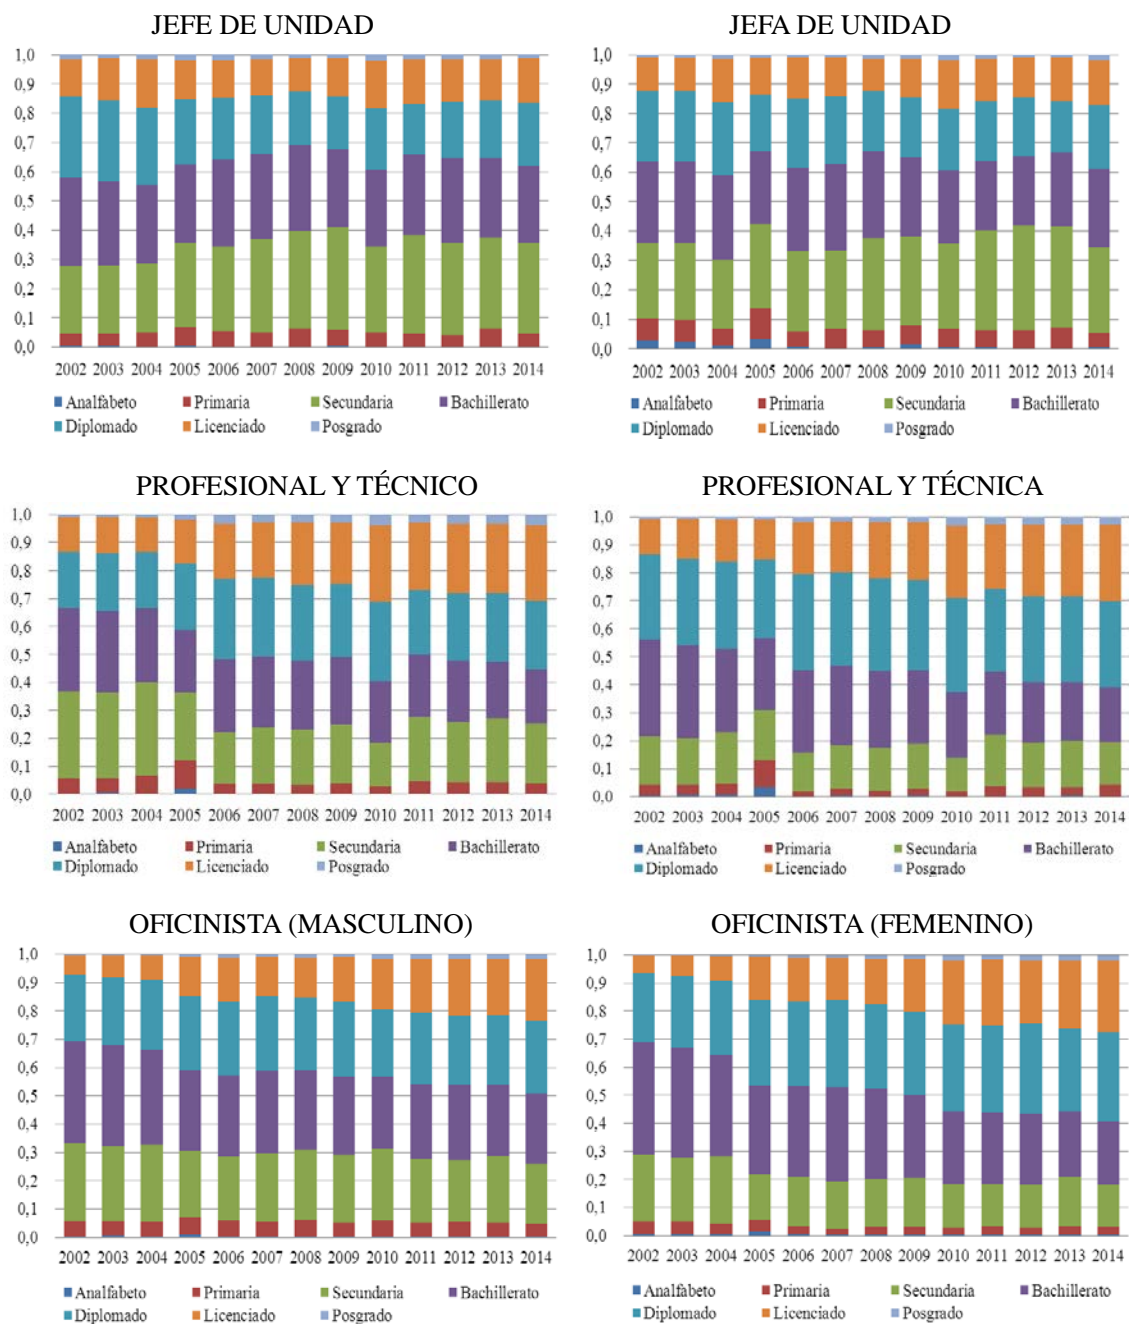 JEFE DE UNIDAD
1,0
0,9
0,8
0,7
0,6
0,5
0,4
0,3
0,2
0,1
0,0
2002 2003 2004 2005 2006 2007 2008 2009 2010 2011 2012 2013 2014
Analfabeto Primaria Secundaria Bachillerato
Diplomado Licenciado Posgrado
JEFA DE UNIDAD
1,0
0,9
0,8
0,7
0,6
0,5
0,4
0,3
0,2
0,1
0,0
2002 2003 2004 2005 2006 2007 2008 2009 2010 2011 2012 2013 2014
Analfabeto Primaria Secundaria Bachillerato
Diplomado Licenciado Posgrado
PROFESIONAL Y TÉCNICO
1,0
0,9
0,8
0,7
0,6
0,5
0,4
0,3
0,2
0,1
0,0
2002 2003 2004 2005 2006 2007 2008 2009 2010 2011 2012 2013 2014
Analfabeto Primaria Secundaria Bachillerato
Diplomado Licenciado Posgrado
PROFESIONAL Y TÉCNICA
1,0
0,9
0,8
0,7
0,6
0,5
0,4
0,3
0,2
0,1
0,0
2002 2003 2004 2005 2006 2007 2008 2009 2010 2011 2012 2013 2014
Analfabeto Primaria Secundaria Bachillerato
Diplomado Licenciado Posgrado
OFICINISTA (MASCULINO)
1,0
0,9
0,8
0,7
0,6
0,5
0,4
0,3
0,2
0,1
0,0
2002 2003 2004 2005 2006 2007 2008 2009 2010 2011 2012 2013 2014
Analfabeto Primaria Secundaria Bachillerato
Diplomado Licenciado Posgrado
OFICINISTA (FEMENINO)
1,0
0,9
0,8
0,7
0,6
0,5
0,4
0,3
0,2
0,1
0,0
2002 2003 2004 2005 2006 2007 2008 2009 2010 2011 2012 2013 2014
Analfabeto Primaria Secundaria Bachillerato
Diplomado Licenciado Posgrado